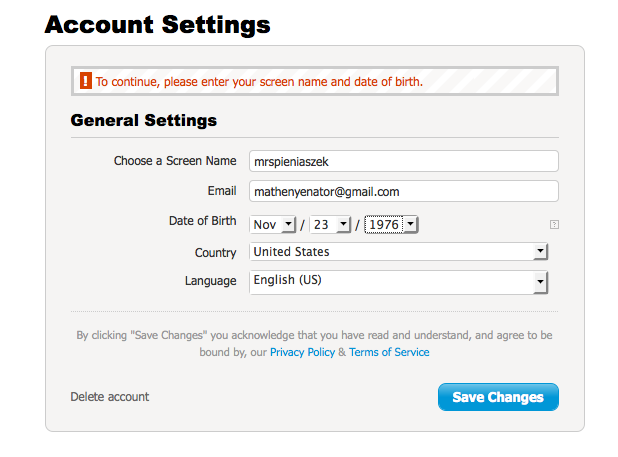 Account Settings
! To continue, please enter your screen name and date of birth.
General Settings
Choose a Screen Name mrspieniaszek
Email mathenyenator@gmail.com
Date of Birth Nov / 23 / 1976 ?
Country United States
Language English (US)
By clicking "Save Changes" you acknowledge that you have read and understand, and agree to be
bound by, our Privacy Policy & Terms of Service
Delete account Save Changes